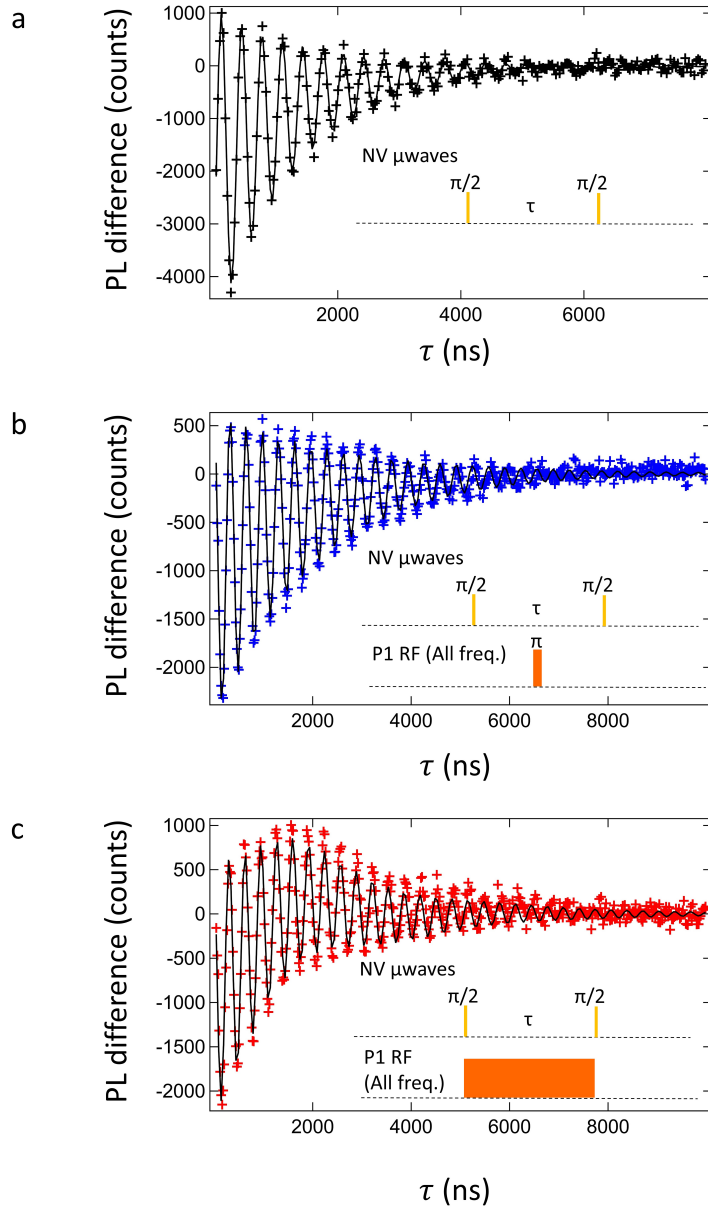 a
PL difference (counts)
1000
0
-1000
-2000
-3000
-4000
NV μwaves
π/2
π/2
τ
2000
4000
6000
τ (ns)
b
PL difference (counts)
500
0
-500
-1000
-1500
-2000
NV μwaves
π/2
τ
π/2
P1 RF (All freq.)
π
2000
4000
6000
8000
τ (ns)
c
PL difference (counts)
1000
500
0
-500
-1000
-1500
-2000
NV μwaves
π/2
τ
π/2
P1 RF
(All freq.)
2000
4000
6000
8000
τ (ns)